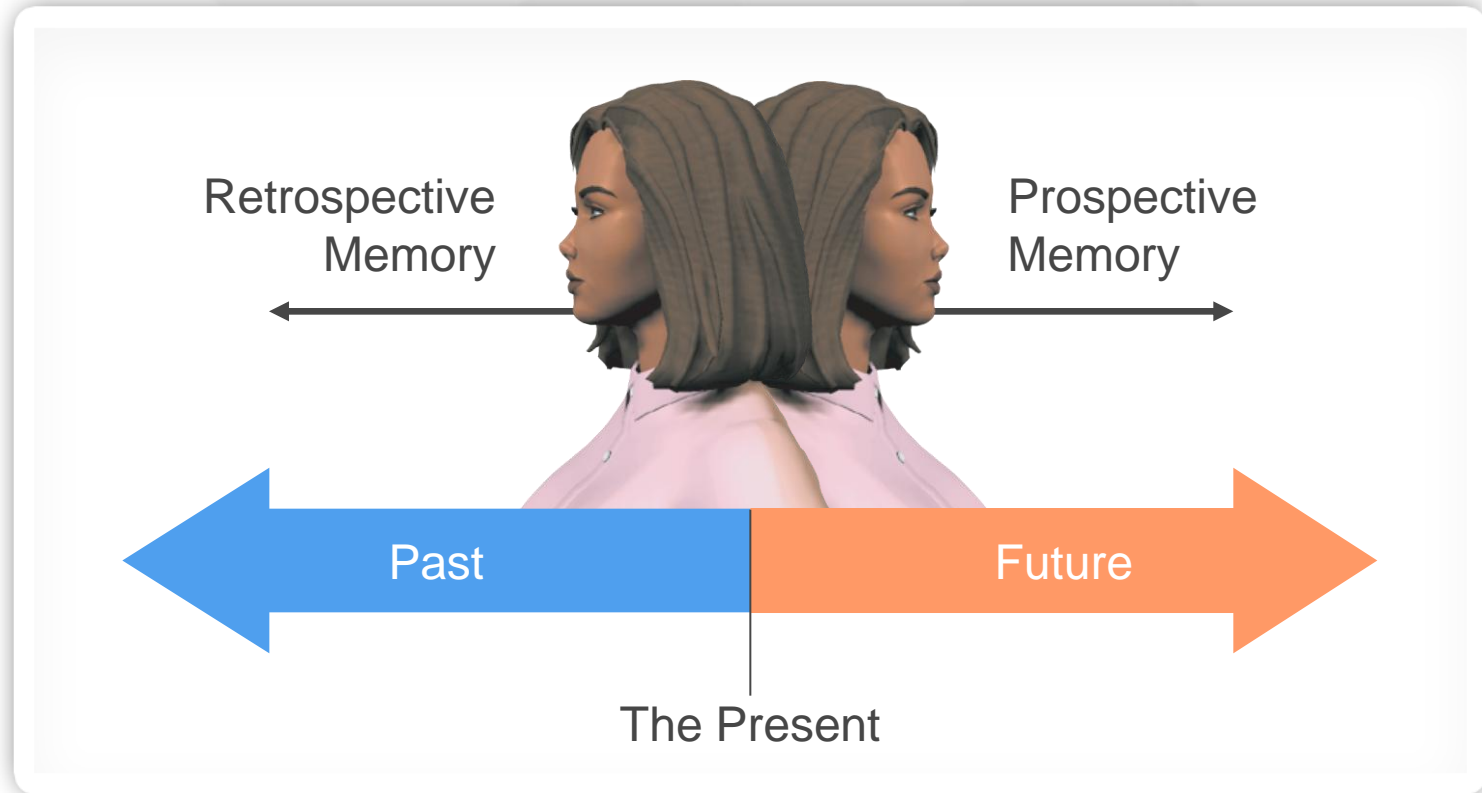 Retrospective
Memory
Prospective
Memory
Past
Future
The Present